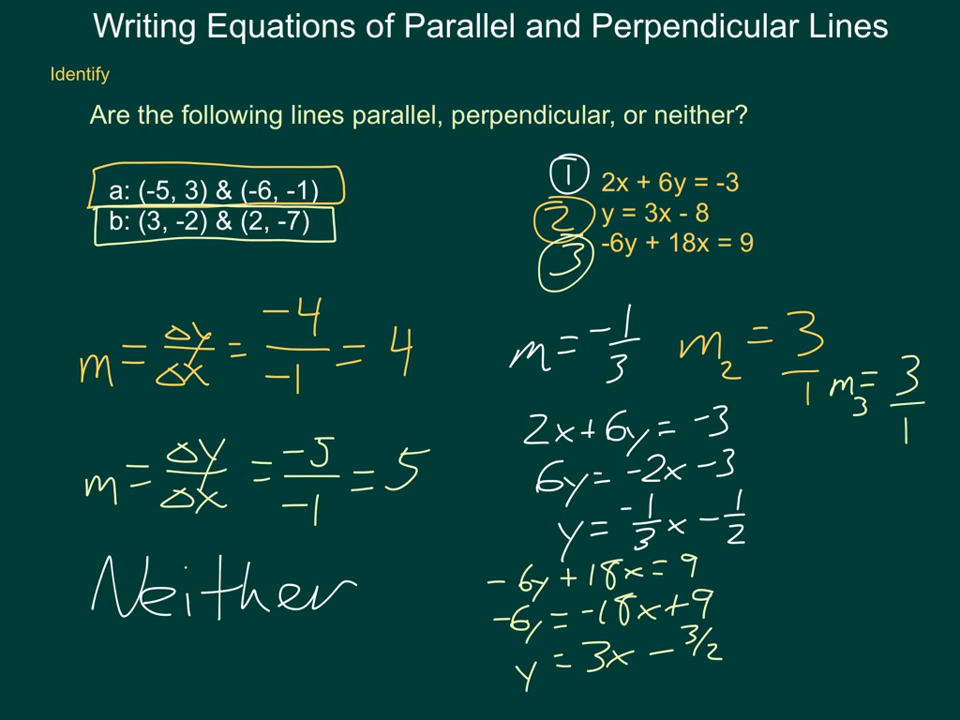 Writing Equations of Parallel and Perpendicular Lines
Identify
Are the following lines parallel, perpendicular, or neither?
a: (-5, 3) & (-6, -1)
b: (3, -2) & (2, -7)
m = Δy/Δx = -4/-1 = 4
m = Δy/Δx = -5/-1 = 5
Neither
1 2x + 6y = -3
2 y = 3x - 8
3 -6y + 18x = 9
m = -1/3 m₂ = 3/1 m₃ = 3/1
2x + 6y = -3
6y = -2x - 3
y = -1/3 x - 1/2
-6y + 18x = 9
-6y = -18x + 9
y = 3x - 3/2